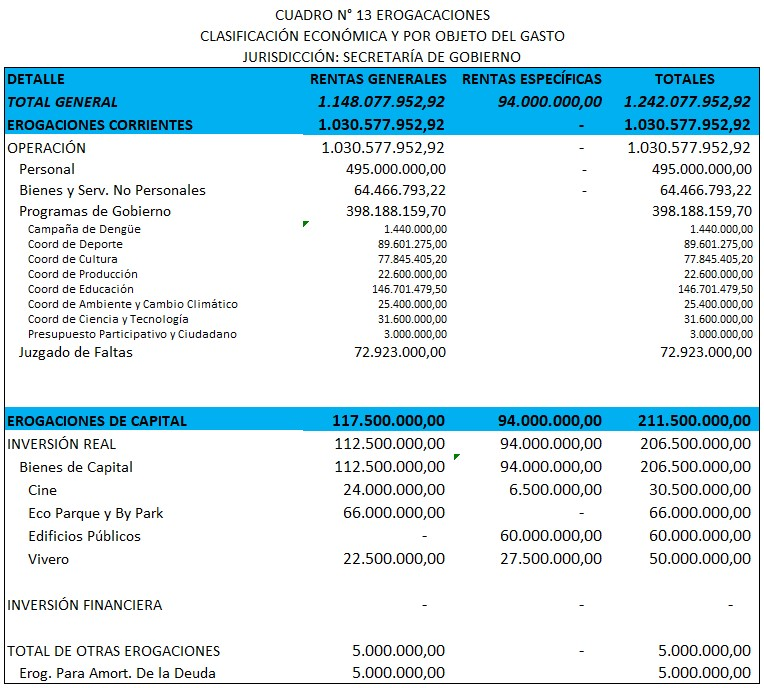 CUADRO N° 13 EROGACACIONES
CLASIFICACIÓN ECONÓMICA Y POR OBJETO DEL GASTO
JURISDICCIÓN: SECRETARÍA DE GOBIERNO
DETALLE RENTAS GENERALES RENTAS ESPECÍFICAS TOTALES
TOTAL GENERAL 1.148.077.952,92 94.000.000,00 1.242.077.952,92
EROGACIONES CORRIENTES 1.030.577.952,92 - 1.030.577.952,92
OPERACIÓN 1.030.577.952,92 - 1.030.577.952,92
Personal 495.000.000,00 - 495.000.000,00
Bienes y Serv. No Personales 64.466.793,22 - 64.466.793,22
Programas de Gobierno 398.188.159,70 398.188.159,70
Campaña de Dengüe 1.440.000,00 1.440.000,00
Coord de Deporte 89.601.275,00 89.601.275,00
Coord de Cultura 77.845.405,20 77.845.405,20
Coord de Producción 22.600.000,00 22.600.000,00
Coord de Educación 146.701.479,50 146.701.479,50
Coord de Ambiente y Cambio Climático 25.400.000,00 25.400.000,00
Coord de Ciencia y Tecnología 31.600.000,00 31.600.000,00
Presupuesto Participativo y Ciudadano 3.000.000,00 3.000.000,00
Juzgado de Faltas 72.923.000,00 72.923.000,00
EROGACIONES DE CAPITAL 117.500.000,00 94.000.000,00 211.500.000,00
INVERSIÓN REAL 112.500.000,00 94.000.000,00 206.500.000,00
Bienes de Capital 112.500.000,00 94.000.000,00 206.500.000,00
Cine 24.000.000,00 6.500.000,00 30.500.000,00
Eco Parque y By Park 66.000.000,00 - 66.000.000,00
Edificios Públicos - 60.000.000,00 60.000.000,00
Vivero 22.500.000,00 27.500.000,00 50.000.000,00
INVERSIÓN FINANCIERA - - -
TOTAL DE OTRAS EROGACIONES 5.000.000,00 - 5.000.000,00
Erog. Para Amort. De la Deuda 5.000.000,00 5.000.000,00